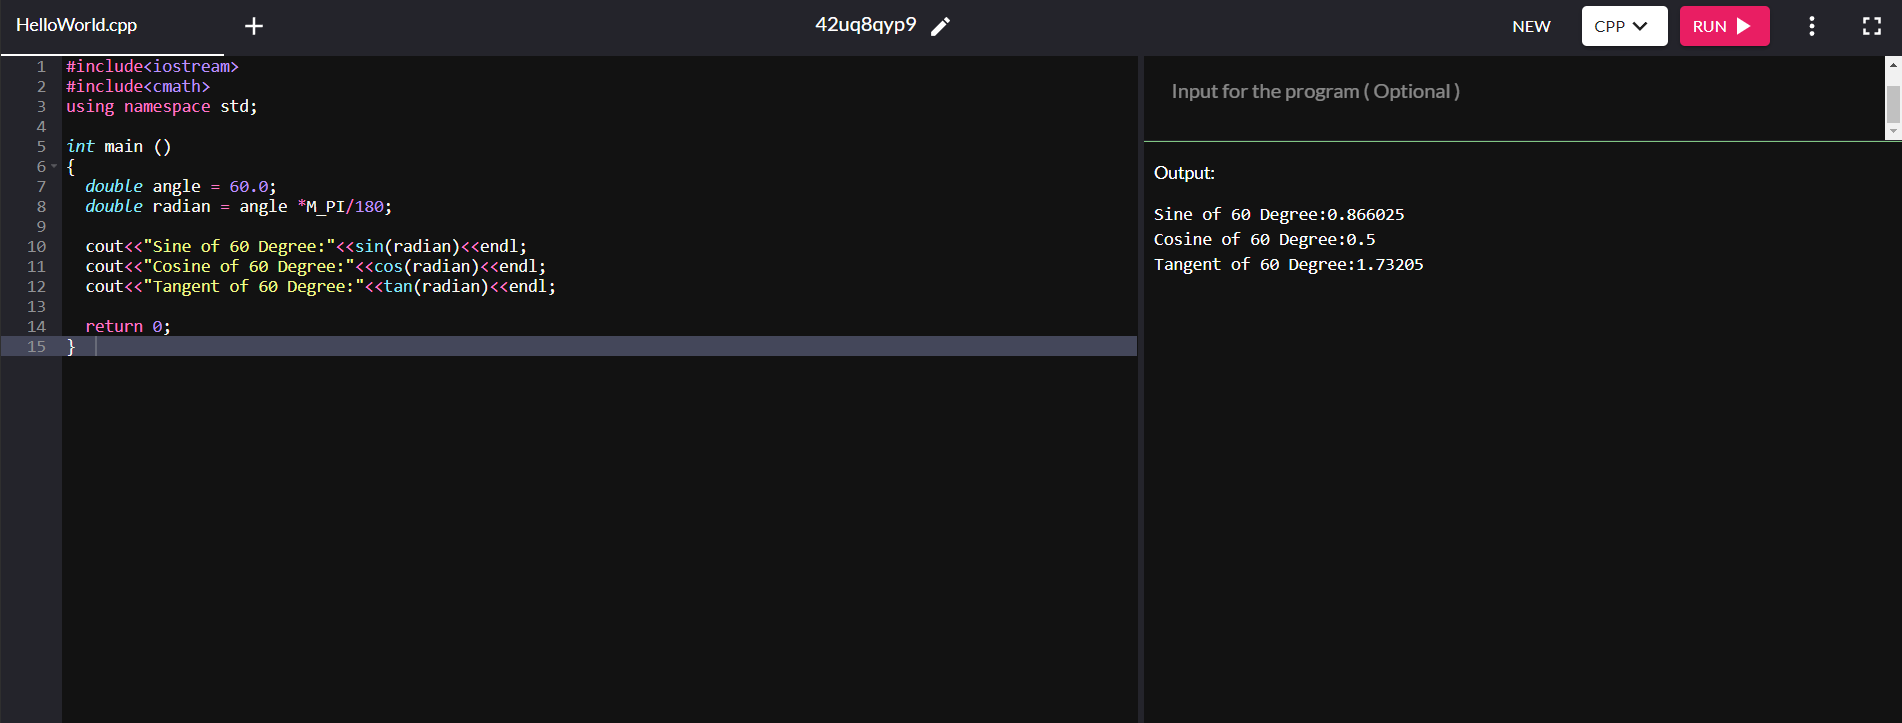 HelloWorld.cpp + 42uq8qyp9 NEW CPP RUN
1 #include<iostream>
2 #include<cmath>
3 using namespace std;
4
5 int main ()
6 {
7 double angle = 60.0;
8 double radian = angle *M_PI/180;
9
10 cout<<"Sine of 60 Degree:"<<sin(radian)<<endl;
11 cout<<"Cosine of 60 Degree:"<<cos(radian)<<endl;
12 cout<<"Tangent of 60 Degree:"<<tan(radian)<<endl;
13
14 return 0;
15 }
Input for the program ( Optional )
Output:
Sine of 60 Degree:0.866025
Cosine of 60 Degree:0.5
Tangent of 60 Degree:1.73205